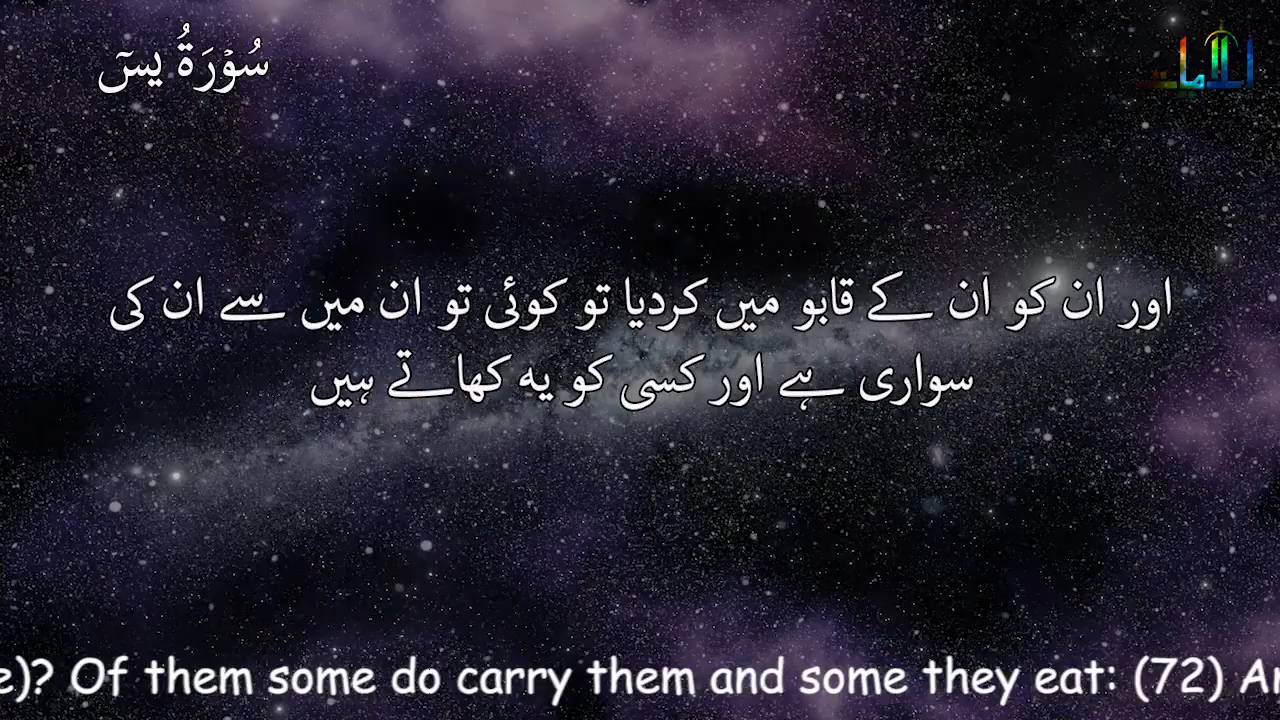 سُوۡرَةُ يسٓ
اور ان کو ان کے قابو میں کردیا تو کوئی تو ان میں سے ان کی
سواری ہے اور کسی کو یہ کھاتے ہیں
e)? Of them some do carry them and some they eat: (72) Ar